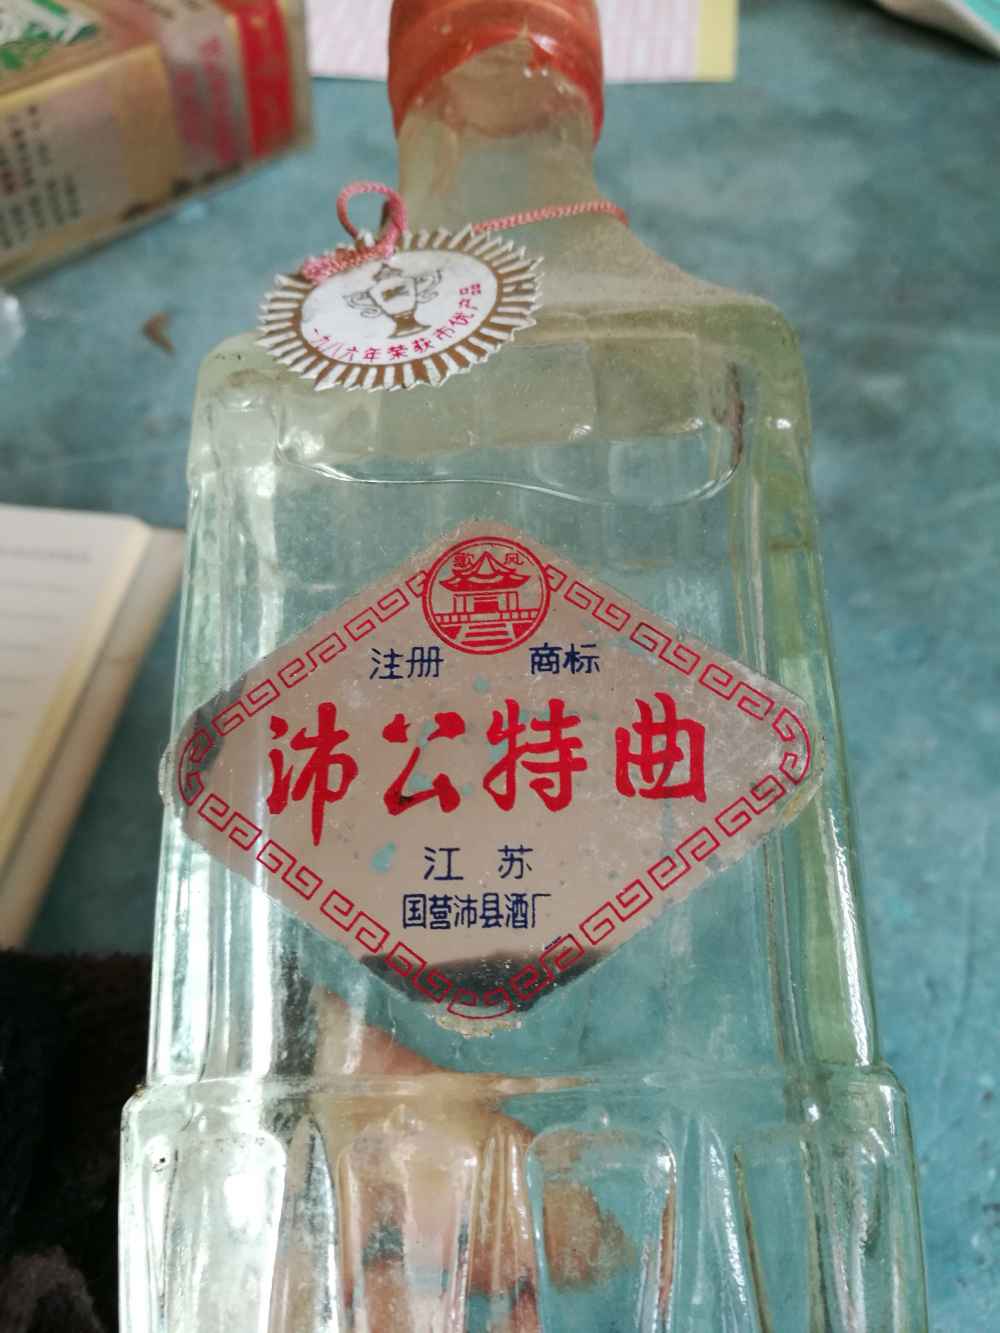 一九八六年荣获市优产品
歌风
注册 商标
沛公特曲
江苏
国营沛县酒厂